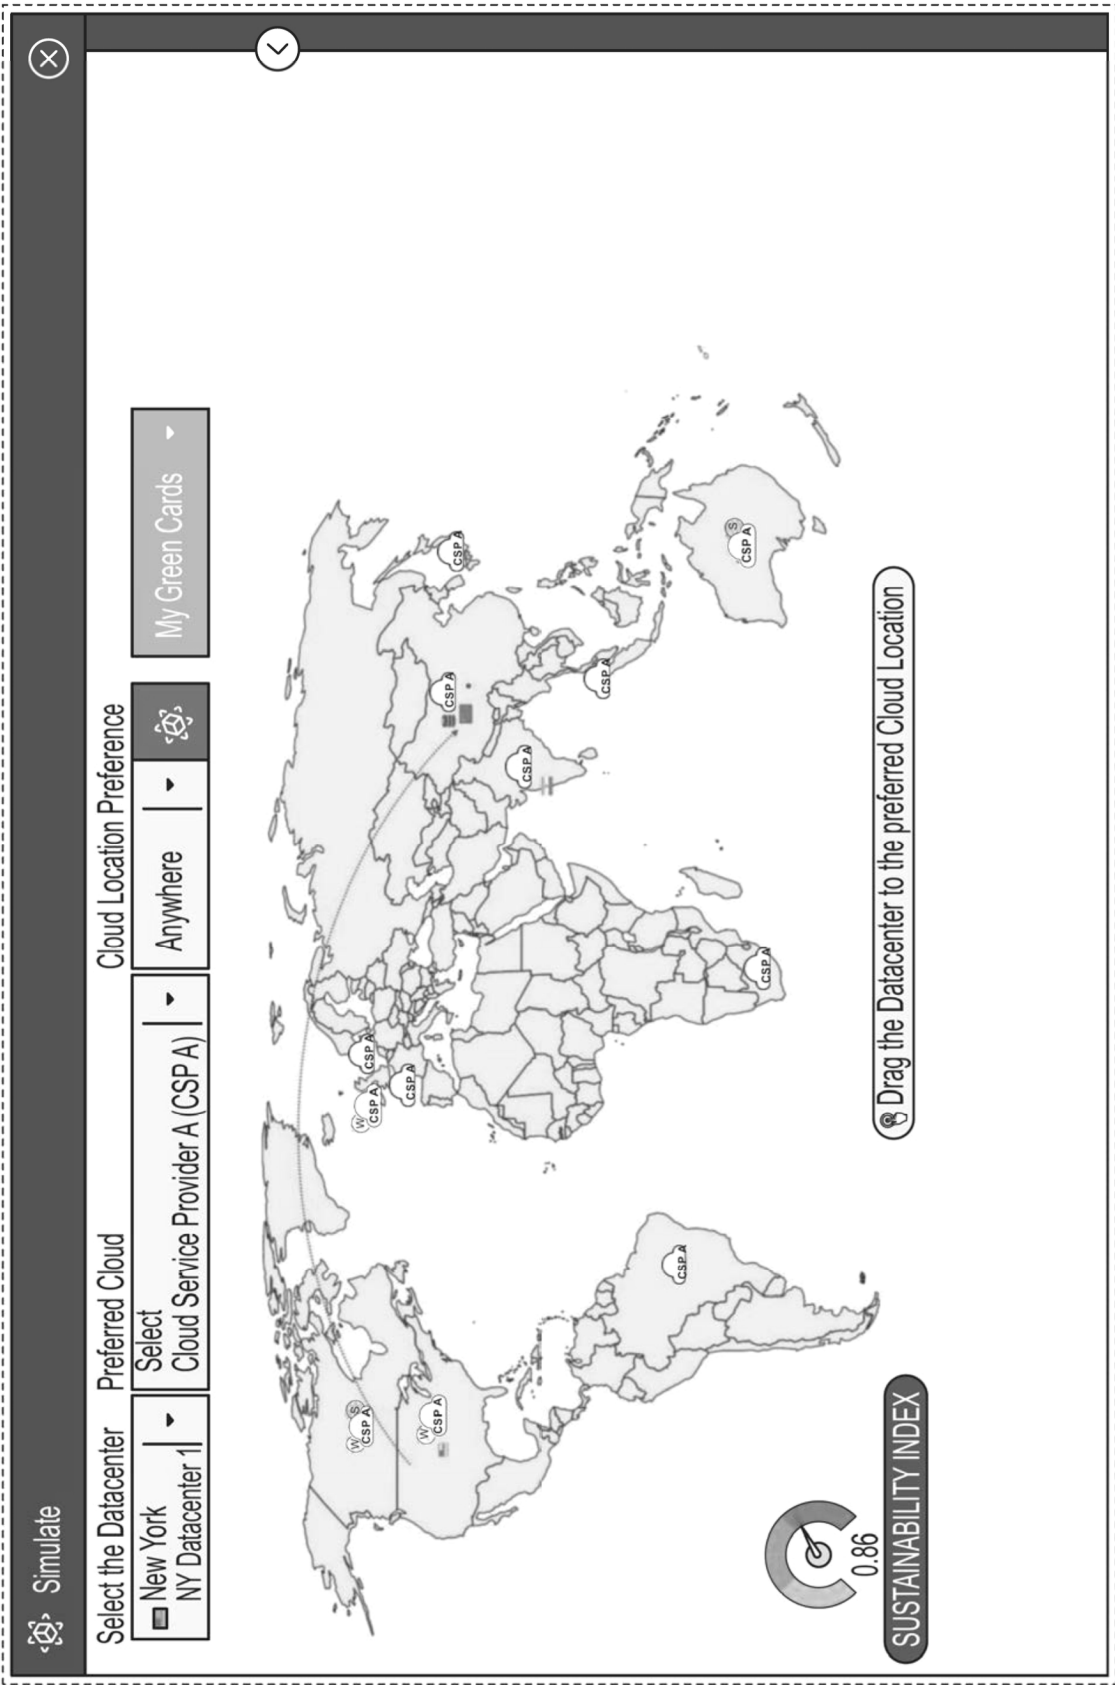 Simulate
Select the Datacenter
Preferred Cloud
Cloud Location Preference
New York
NY Datacenter 1
Select
Cloud Service Provider A (CSP A)
Anywhere
My Green Cards
W
S
CSP A
W
CSP A
W
CSP A
CSP A
CSP A
CSP A
CSP A
CSP A
CSP A
CSP A
CSP A
S
CSP A
0.86
SUSTAINABILITY INDEX
Drag the Datacenter to the preferred Cloud Location